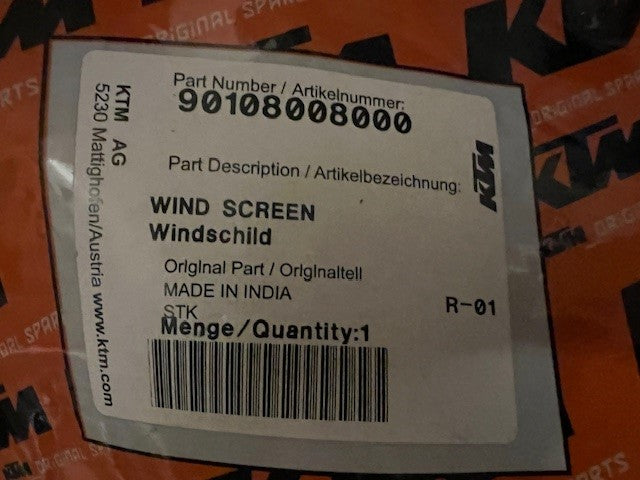 Part Number / Artikelnummer:
90108008000
KTM AG
5230 Mattighofen/Austria www.ktm.com
KTM
Part Description / Artikelbezeichnung:
WIND SCREEN
Windschild
Original Part / Originalteil
MADE IN INDIA
R-01
STK
Menge/Quantity:1
ORIGINAL SPARE PARTS
KTM